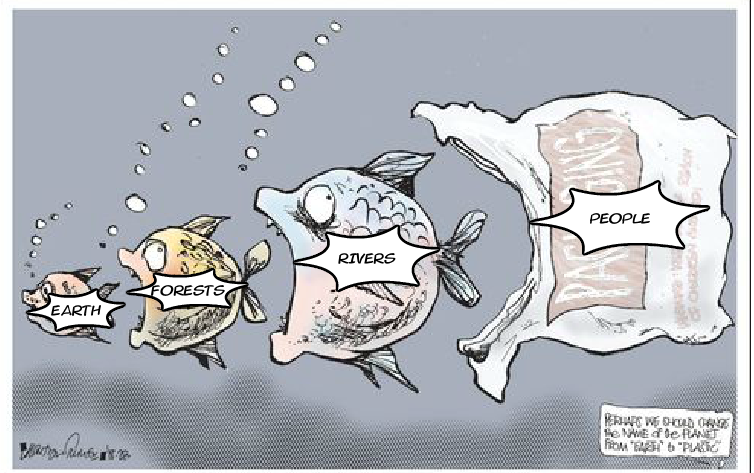 EARTH
FORESTS
RIVERS
PEOPLE
PACKAGING
PERHAPS WE SHOULD CHANGE
the NAME of the PLANET
FROM "EARTH" to "PLASTIC"